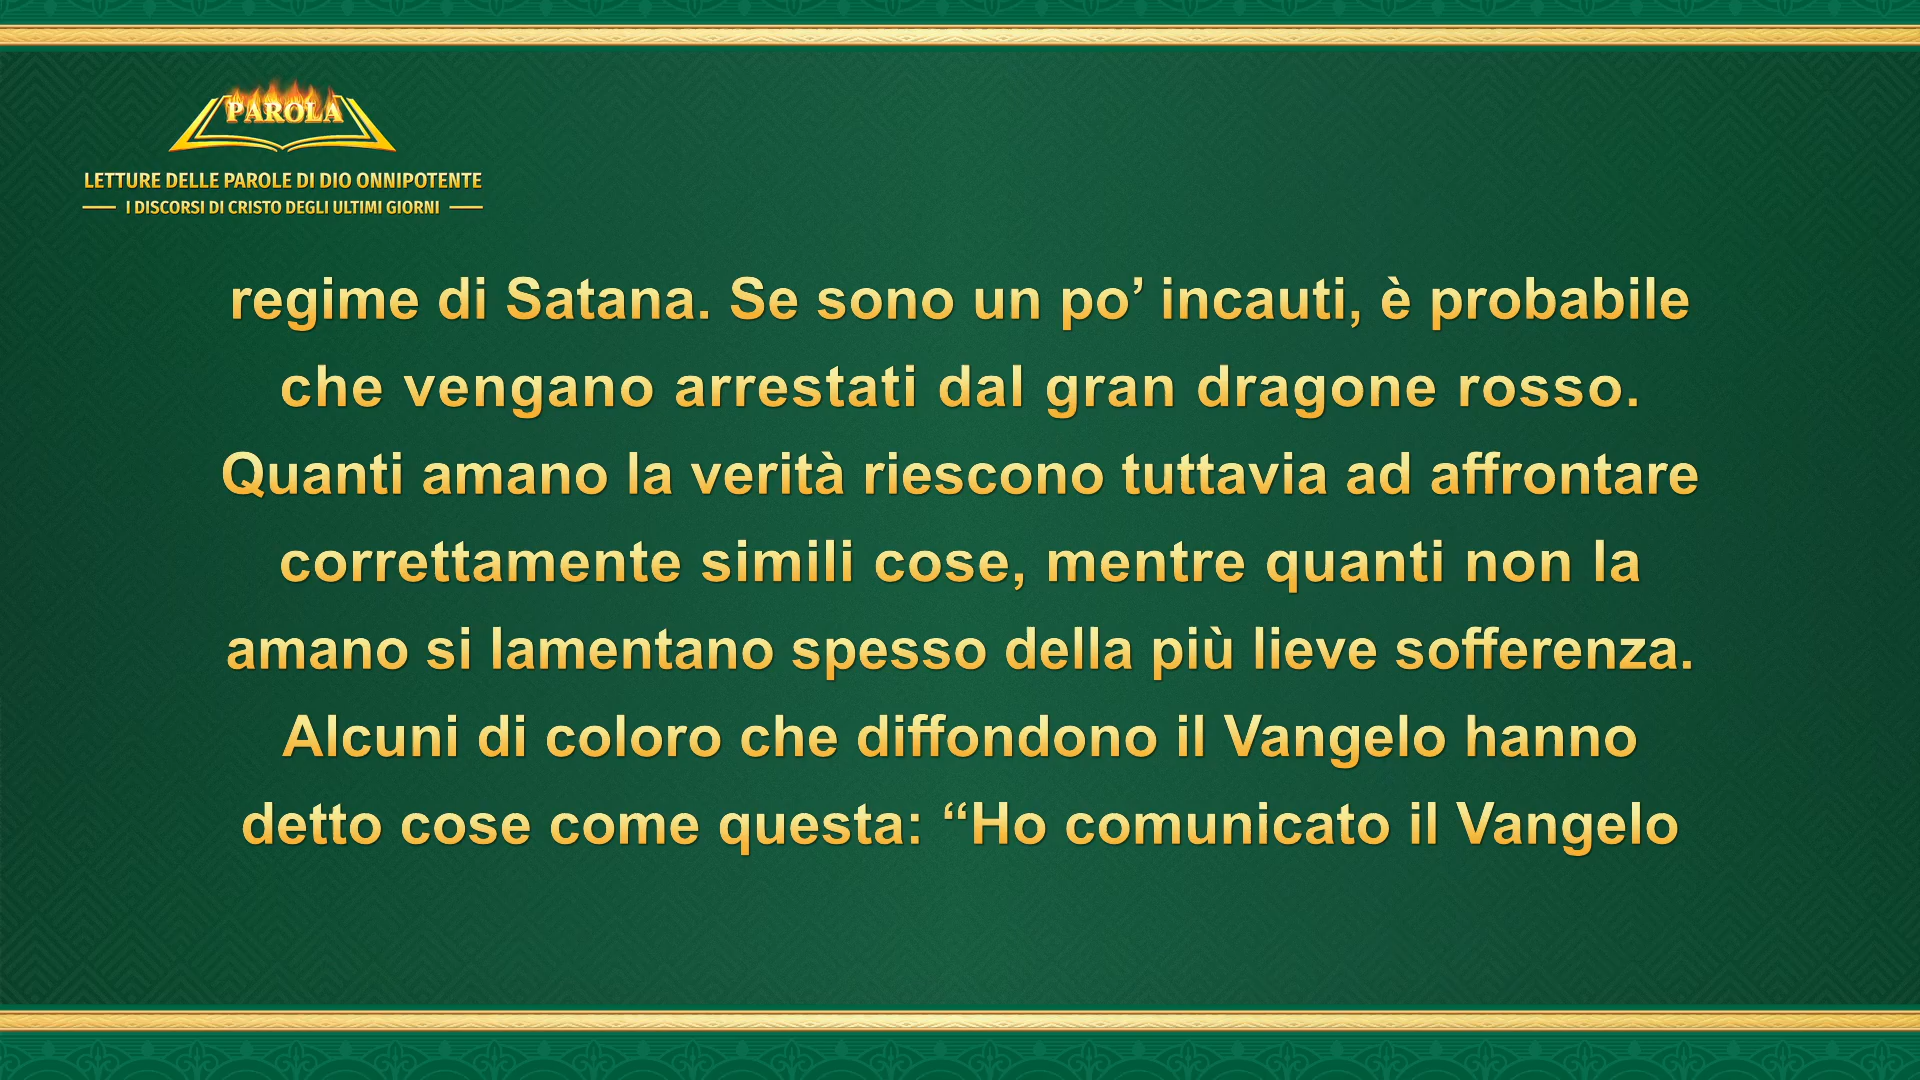 PAROLA
LETTURE DELLE PAROLE DI DIO ONNIPOTENTE
I DISCORSI DI CRISTO DEGLI ULTIMI GIORNI
regime di Satana. Se sono un po’ incauti, è probabile
che vengano arrestati dal gran dragone rosso.
Quanti amano la verità riescono tuttavia ad affrontare
correttamente simili cose, mentre quanti non la
amano si lamentano spesso della più lieve sofferenza.
Alcuni di coloro che diffondono il Vangelo hanno
detto cose come questa: “Ho comunicato il Vangelo